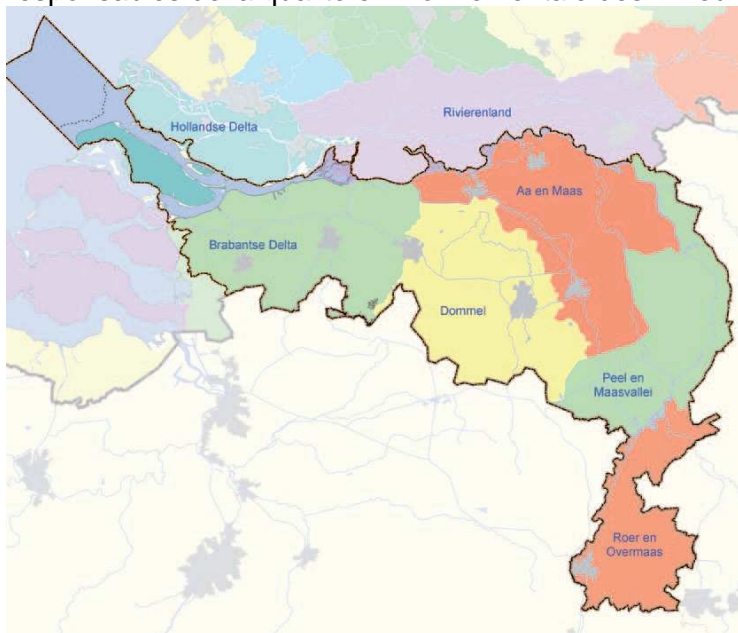 Hollandse Delta
Rivierenland
Aa en Maas
Brabantse Delta
Dommel
Peel en
Maasvallei
Roer en
Overmaas